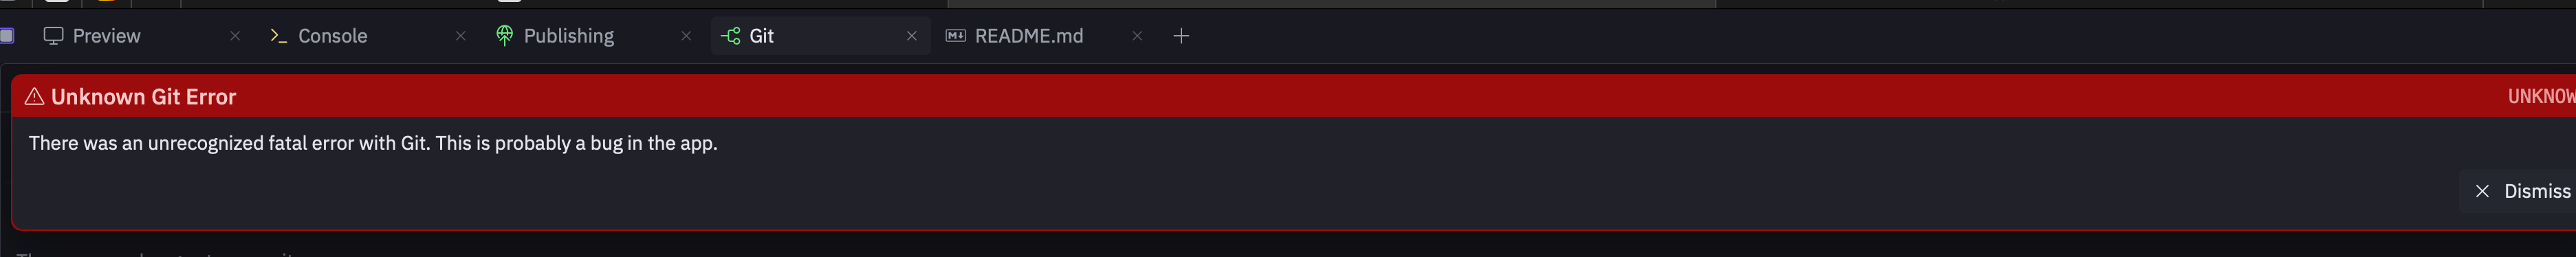 Preview
Console
Publishing
Git
README.md
Unknown Git Error
UNKNOW
There was an unrecognized fatal error with Git. This is probably a bug in the app.
Dismiss